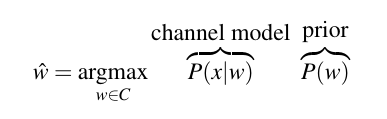 channel model prior
ŵ = argmax P(x|w) P(w)
w∈C